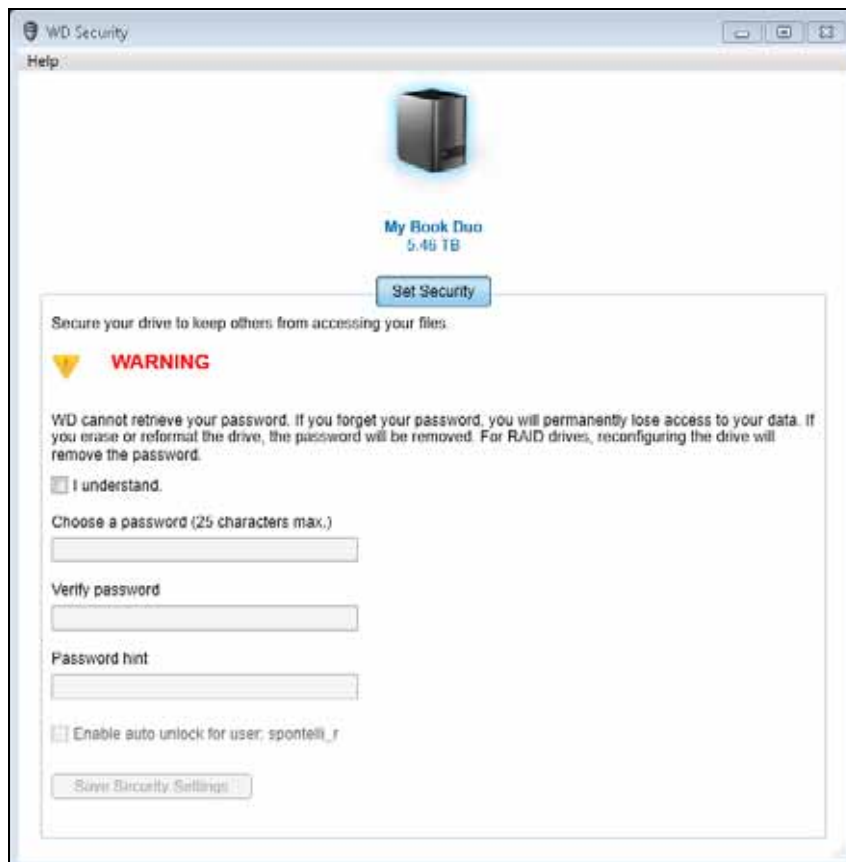 WD Security
Help
My Book Duo
5.46 TB
Set Security
Secure your drive to keep others from accessing your files.
WARNING
WD cannot retrieve your password. If you forget your password, you will permanently lose access to your data. If
you erase or reformat the drive, the password will be removed. For RAID drives, reconfiguring the drive will
remove the password.
I understand.
Choose a password (25 characters max.)
Verify password
Password hint
Enable auto unlock for user: spontelli_r
Save Security Settings